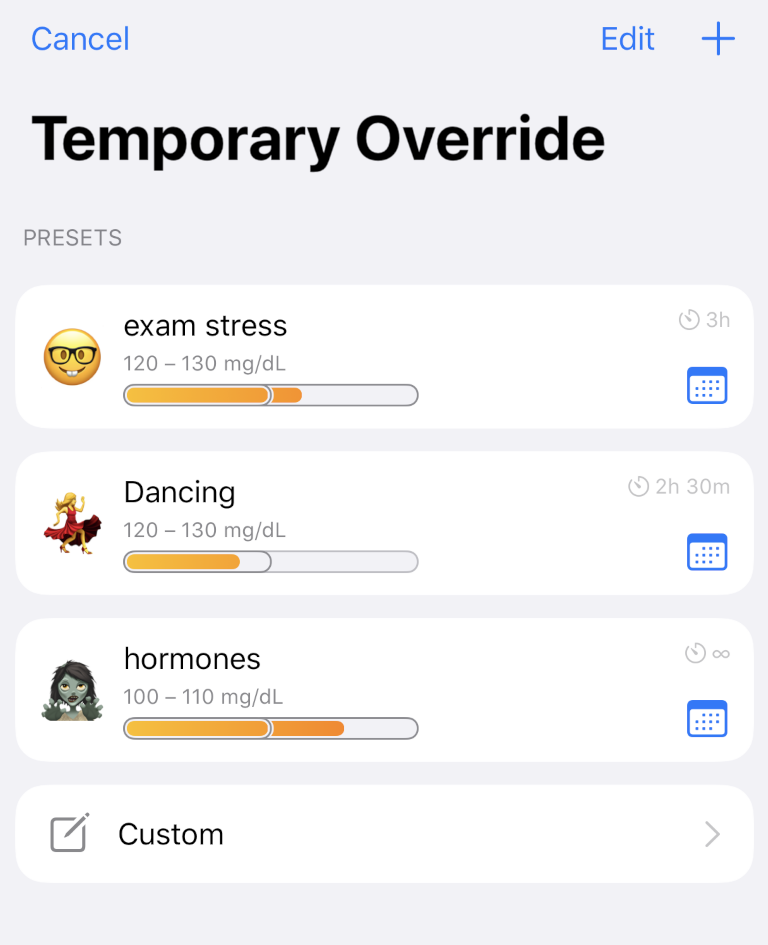 Cancel Edit +
Temporary Override
PRESETS
exam stress 3h
120 – 130 mg/dL
Dancing 2h 30m
120 – 130 mg/dL
hormones ∞
100 – 110 mg/dL
Custom